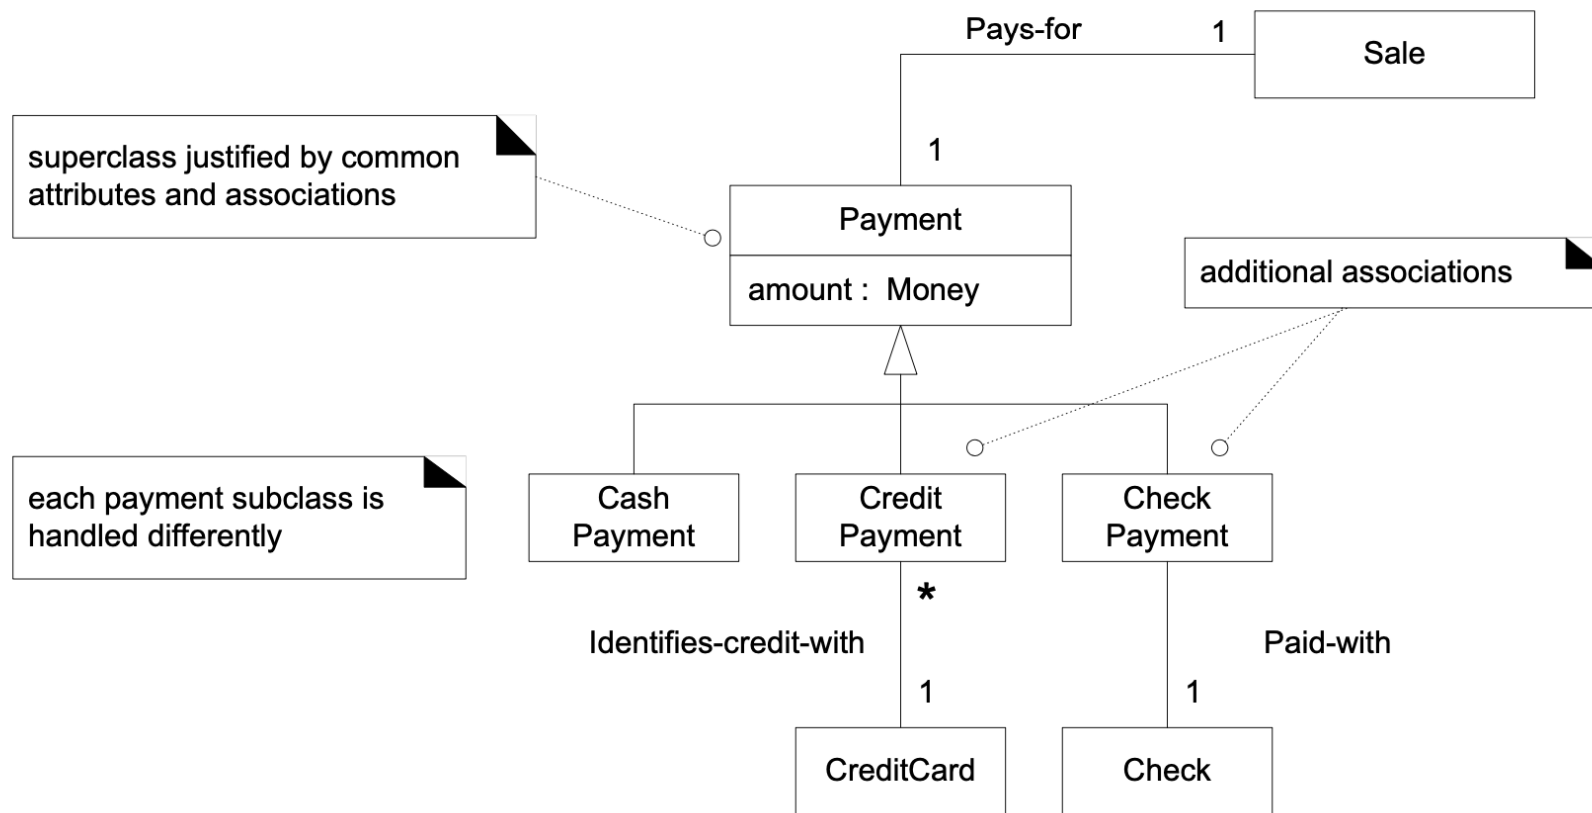 Pays-for
1
Sale
superclass justified by common
attributes and associations
1
Payment
amount : Money
additional associations
each payment subclass is
handled differently
Cash
Payment
Credit
Payment
Check
Payment
*
Identifies-credit-with
Paid-with
1
1
CreditCard
Check